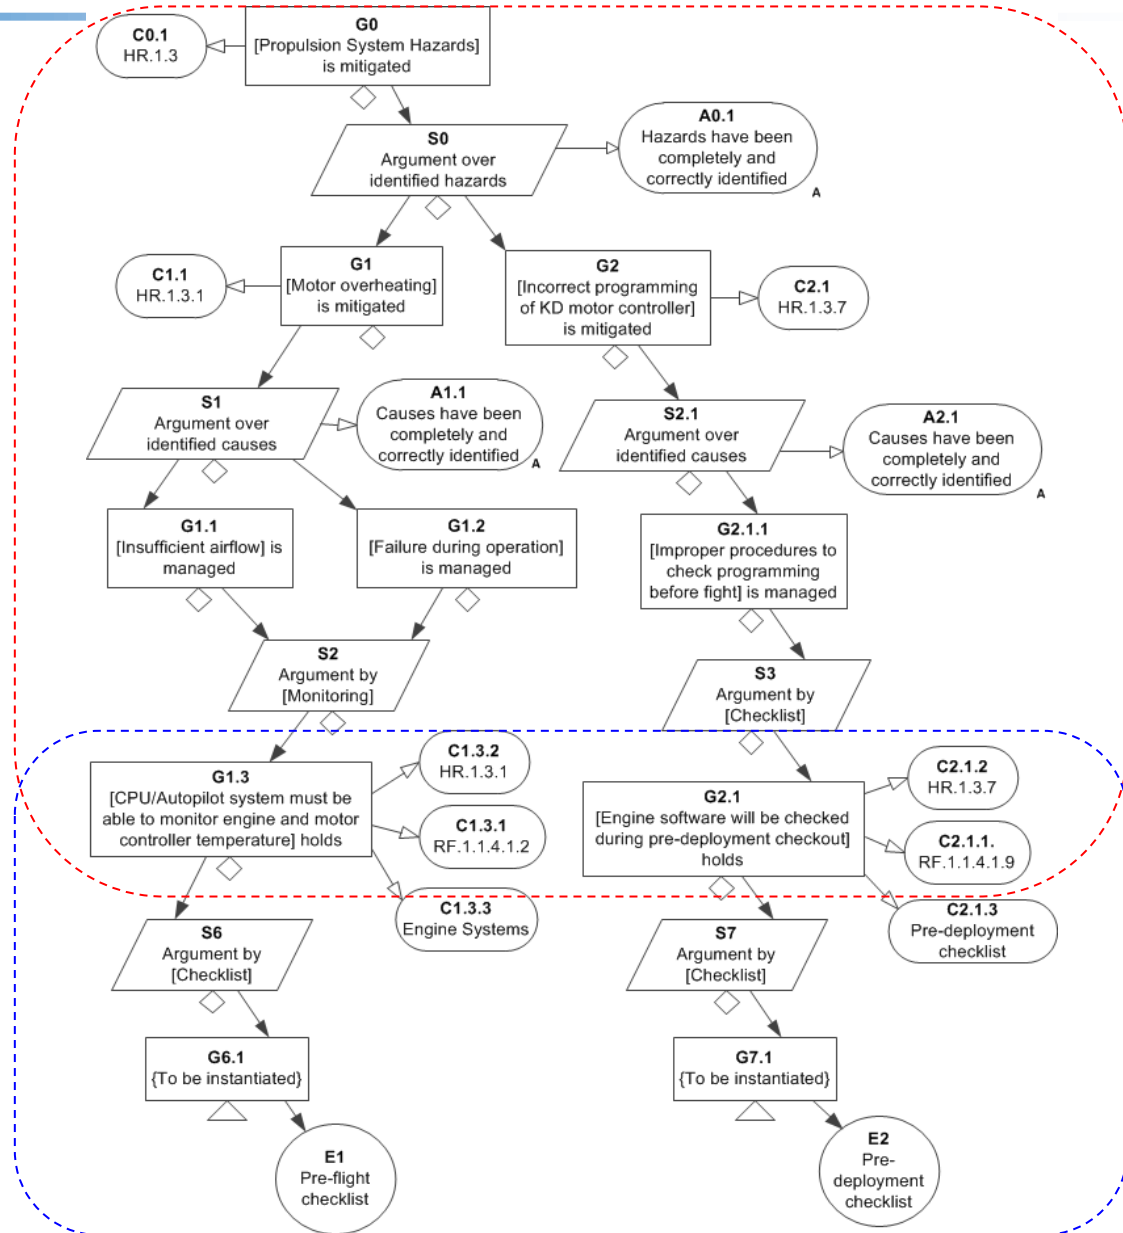 C0.1
HR.1.3
G0
[Propulsion System Hazards]
is mitigated
S0
Argument over
identified hazards
A0.1
Hazards have been
completely and
correctly identified
A
C1.1
HR.1.3.1
G1
[Motor overheating]
is mitigated
G2
[Incorrect programming
of KD motor controller]
is mitigated
C2.1
HR.1.3.7
S1
Argument over
identified causes
A1.1
Causes have been
completely and
correctly identified
A
S2.1
Argument over
identified causes
A2.1
Causes have been
completely and
correctly identified
A
G1.1
[Insufficient airflow] is
managed
G1.2
[Failure during operation]
is managed
G2.1.1
[Improper procedures to
check programming
before fight] is managed
S2
Argument by
[Monitoring]
S3
Argument by
[Checklist]
G1.3
[CPU/Autopilot system must be
able to monitor engine and motor
controller temperature] holds
C1.3.2
HR.1.3.1
C1.3.1
RF.1.1.4.1.2
C1.3.3
Engine Systems
G2.1
[Engine software will be checked
during pre-deployment checkout]
holds
C2.1.2
HR.1.3.7
C2.1.1.
RF.1.1.4.1.9
C2.1.3
Pre-deployment
checklist
S6
Argument by
[Checklist]
S7
Argument by
[Checklist]
G6.1
{To be instantiated}
G7.1
{To be instantiated}
E1
Pre-flight
checklist
E2
Pre-
deployment
checklist